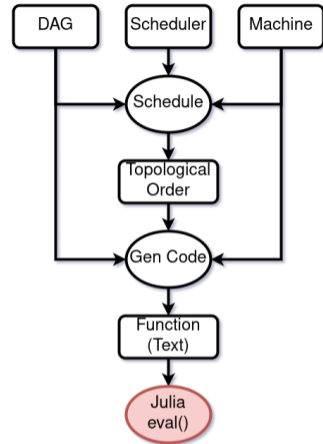 DAG
Scheduler
Machine
Schedule
Topological
Order
Gen Code
Function
(Text)
Julia
eval()